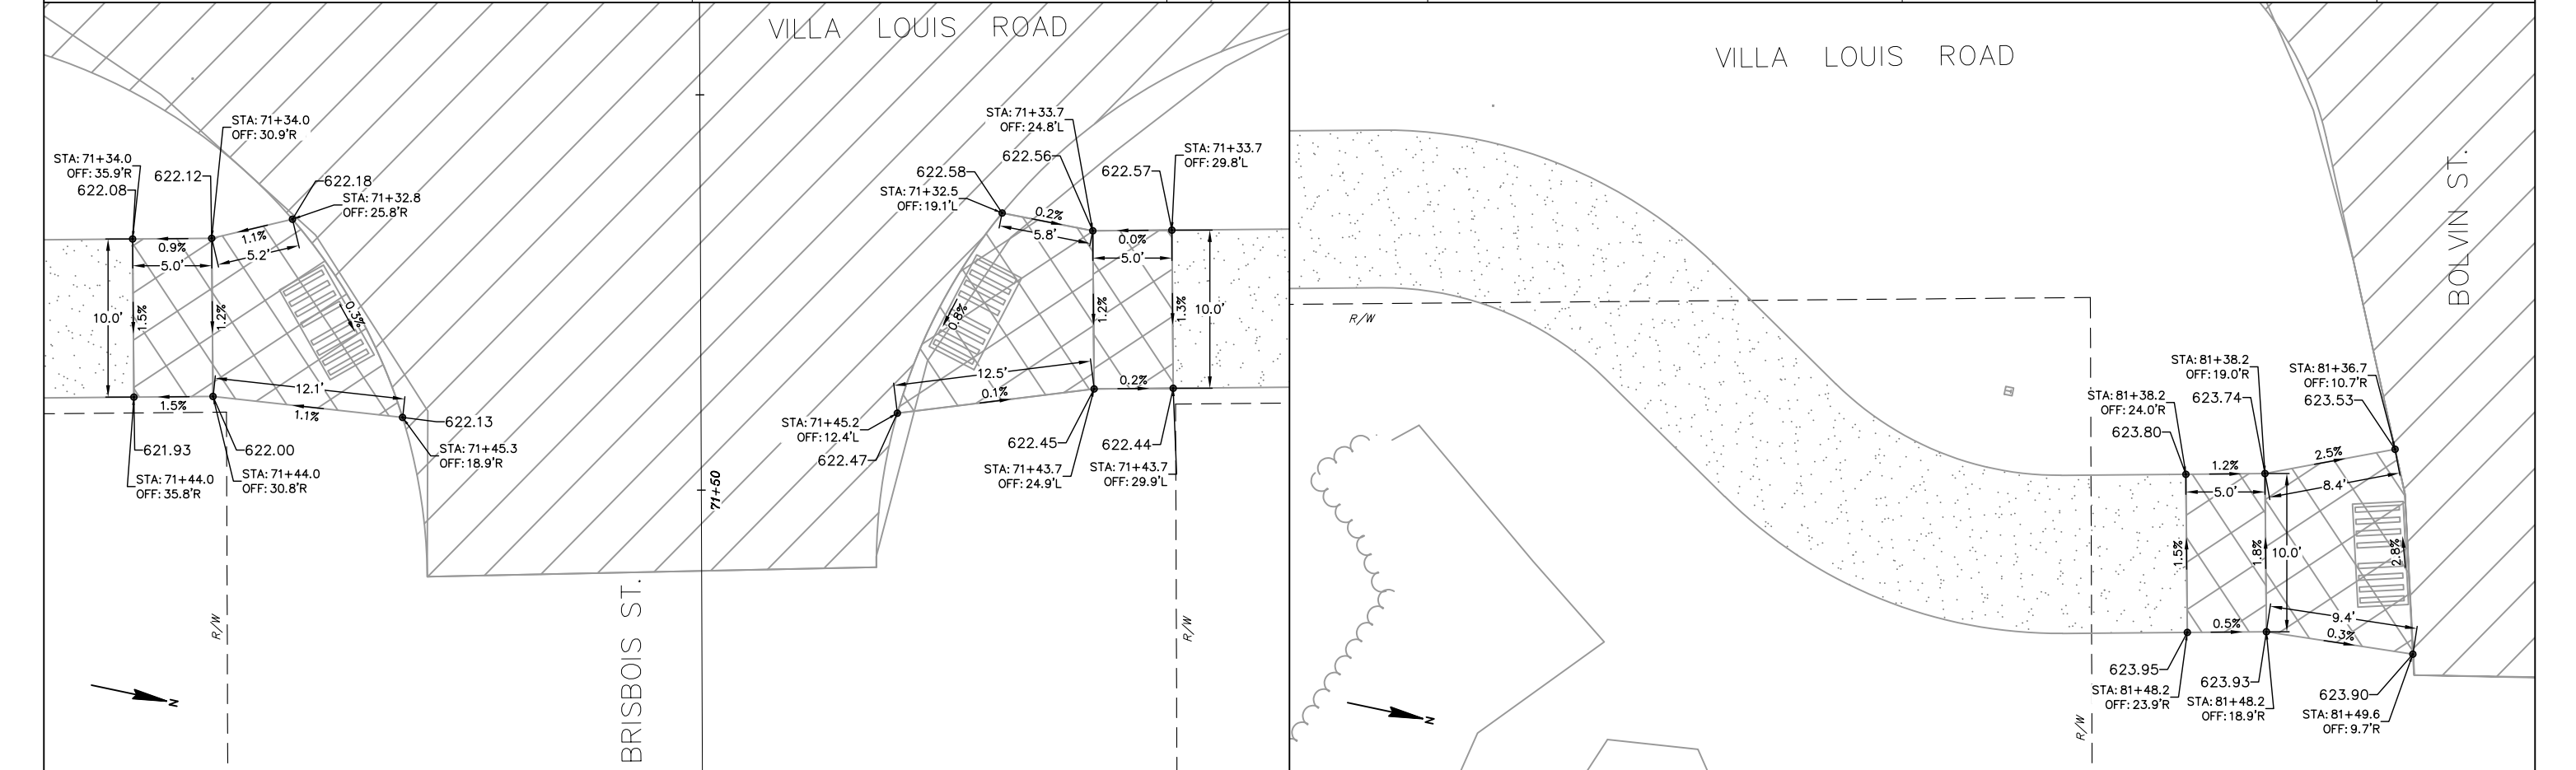 VILLA LOUIS ROAD
STA: 71+34.0
OFF: 30.9'R
STA: 71+34.0
OFF: 35.9'R
622.08
622.12
622.18
STA: 71+32.8
OFF: 25.8'R
0.9%
5.0'
1.1%
5.2'
10.0'
1.5%
1.2%
0.3%
12.1'
1.5%
1.1%
621.93
STA: 71+44.0
OFF: 35.8'R
622.00
STA: 71+44.0
OFF: 30.8'R
622.13
STA: 71+45.3
OFF: 18.9'R
R/W
N
BRISBOIS ST.
71+50
STA: 71+33.7
OFF: 24.8'L
622.56
622.58
STA: 71+32.5
OFF: 19.1'L
622.57
STA: 71+33.7
OFF: 29.8'L
0.2%
5.8'
0.0%
5.0'
0.8%
1.2%
1.3%
10.0'
12.5'
0.1%
0.2%
STA: 71+45.2
OFF: 12.4'L
622.47
622.45
STA: 71+43.7
OFF: 24.9'L
622.44
STA: 71+43.7
OFF: 29.9'L
R/W
VILLA LOUIS ROAD
BOLVIN ST.
R/W
STA: 81+38.2
OFF: 24.0'R
623.80
STA: 81+38.2
OFF: 19.0'R
623.74
STA: 81+36.7
OFF: 10.7'R
623.53
1.2%
5.0'
2.5%
8.4'
1.5%
1.8%
10.0'
2.8%
9.4'
0.5%
0.3%
623.95
STA: 81+48.2
OFF: 23.9'R
623.93
STA: 81+48.2
OFF: 18.9'R
623.90
STA: 81+49.6
OFF: 9.7'R
R/W
N